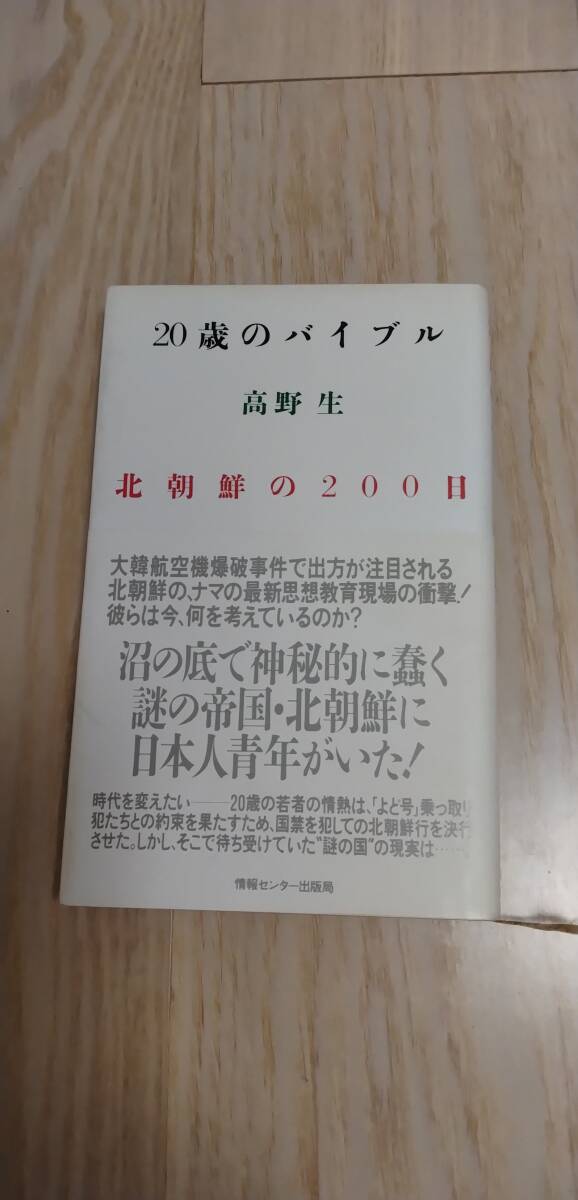 20歳のバイブル
高野 生
北朝鮮の200日
大韓航空機爆破事件で出方が注目される
北朝鮮の、ナマの最新思想教育現場の衝撃!
彼らは今、何を考えているのか?
沼の底で神秘的に蠢く
謎の帝国・北朝鮮に
日本人青年がいた!
時代を変えたい——20歳の若者の情熱は、「よど号」乗っ取り
犯たちとの約束を果たすため、国禁を犯しての北朝鮮行を決行
させた。しかし、そこで待ち受けていた“謎の国”の現実は……
情報センター出版局